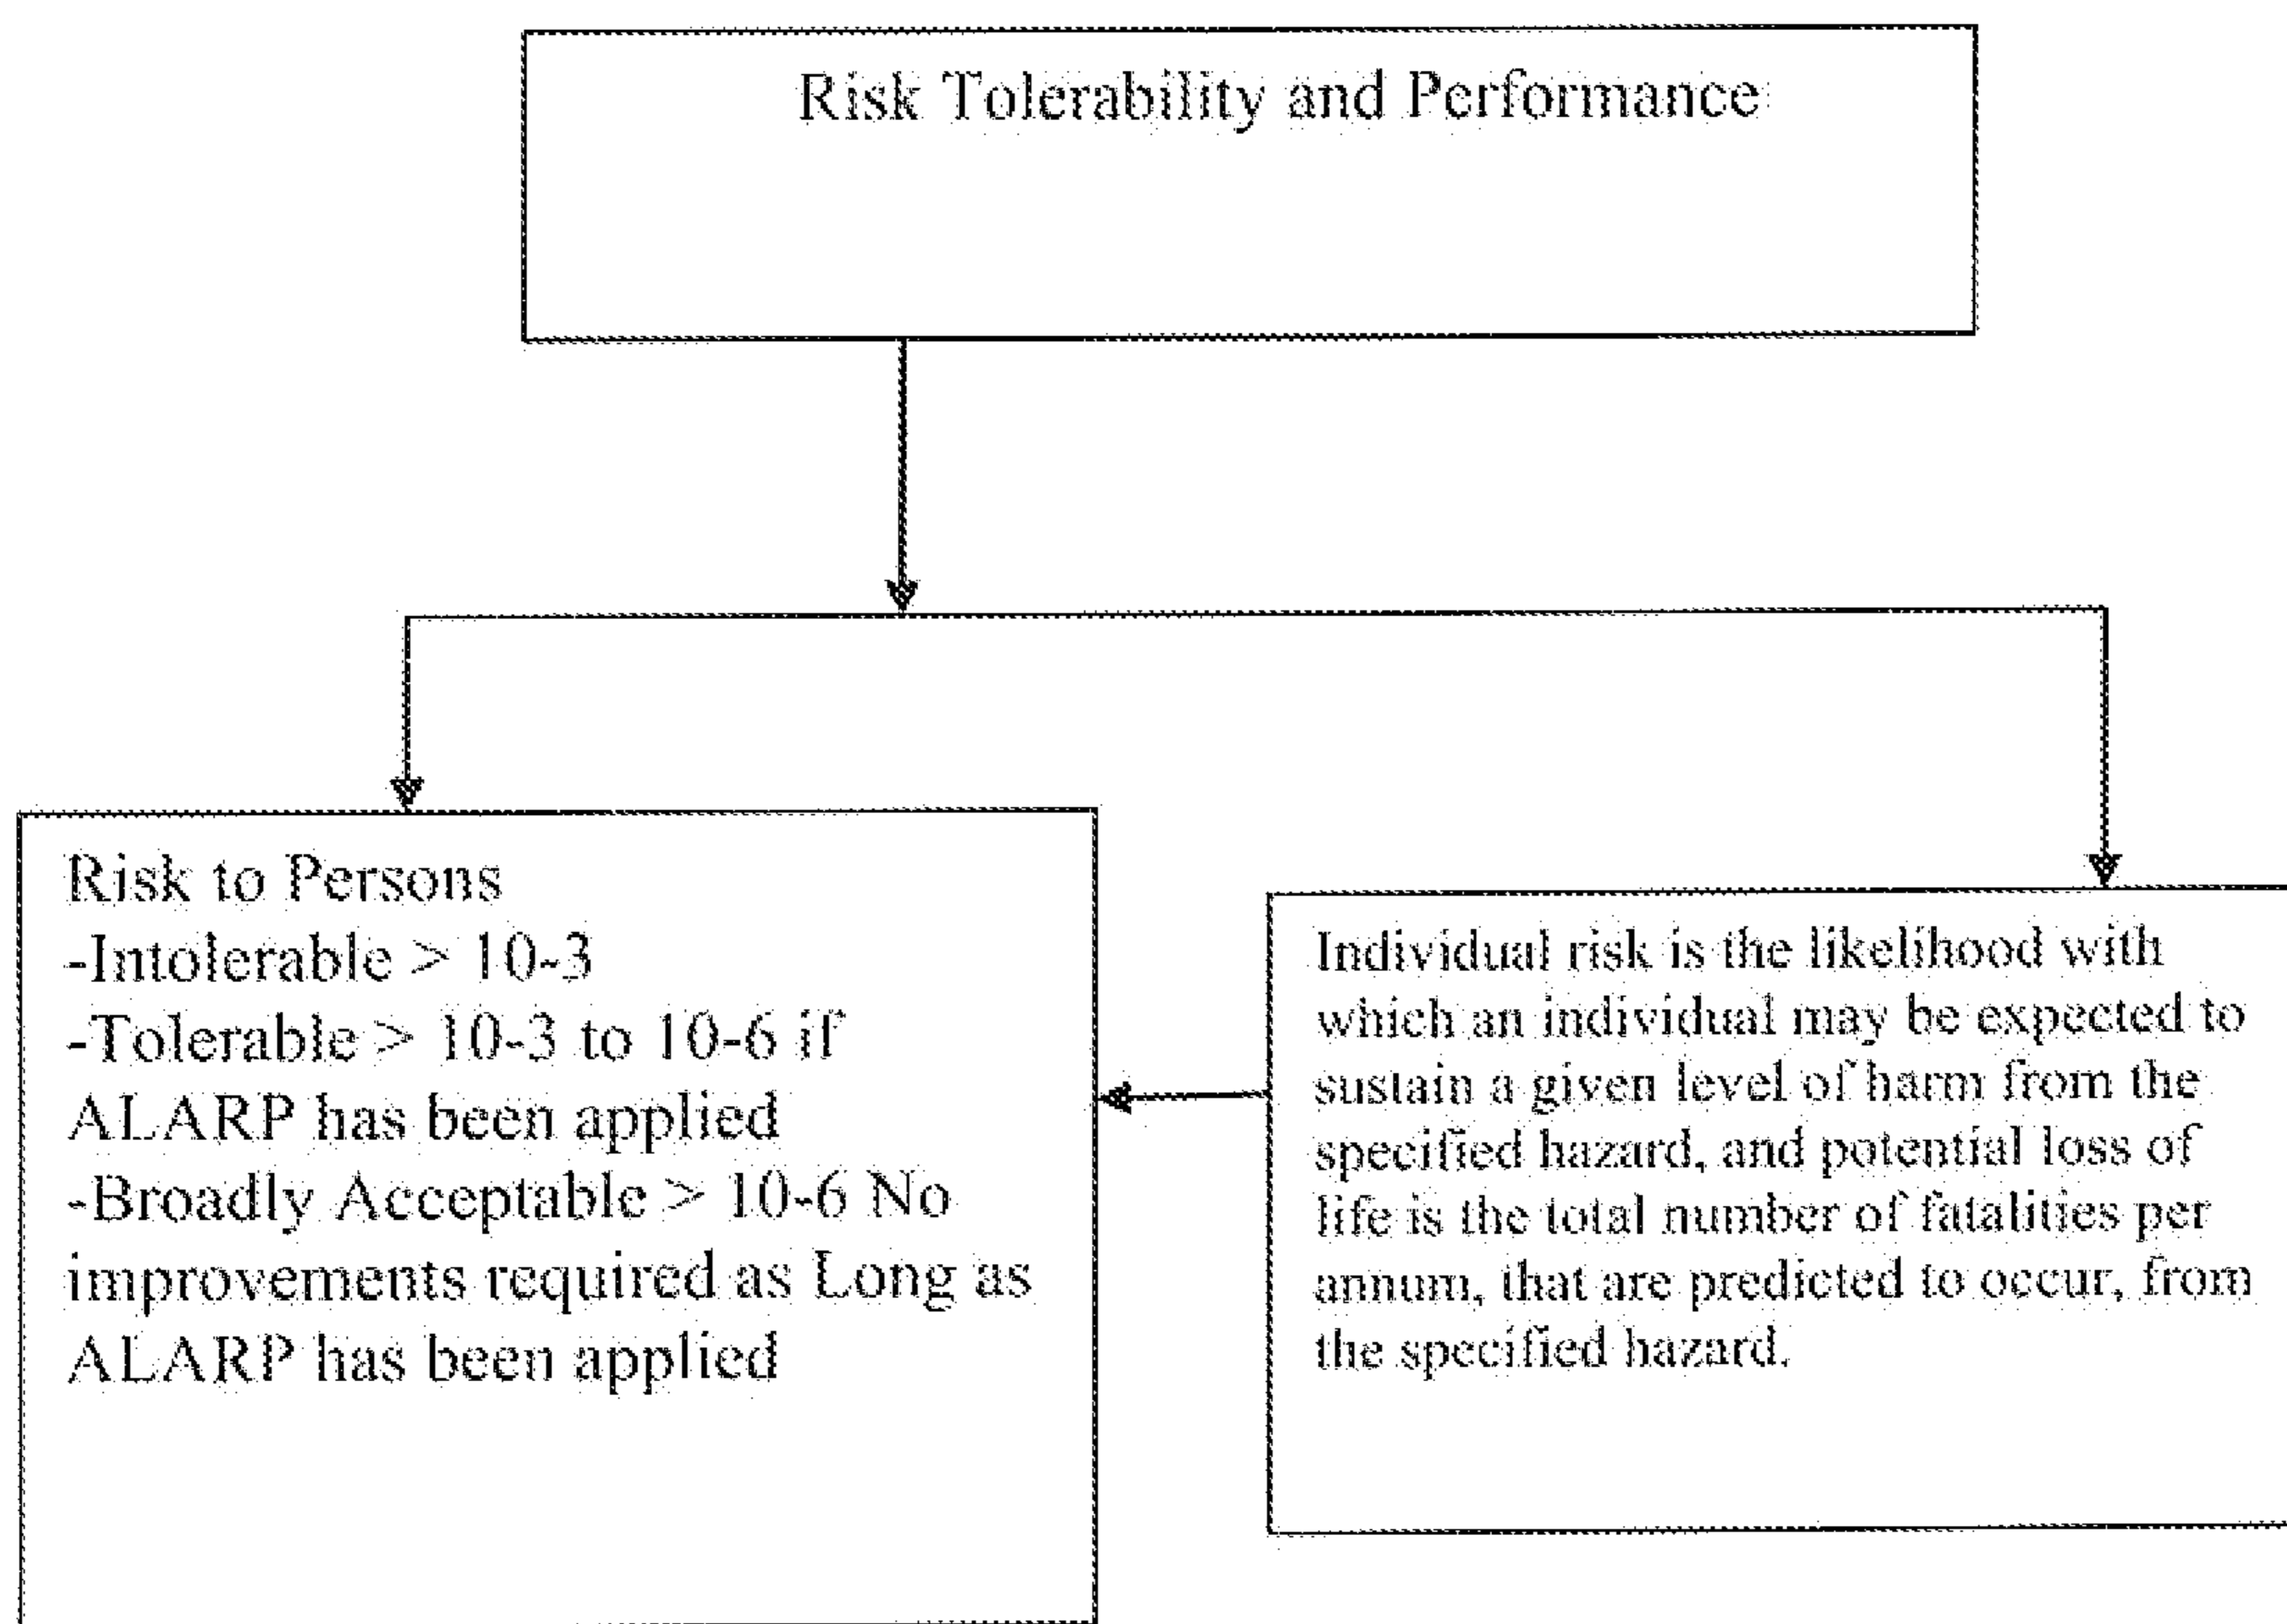 Risk Tolerability and Performance
Risk to Persons
-Intolerable > 10-3
-Tolerable > 10-3 to 10-6 if
ALARP has been applied
-Broadly Acceptable > 10-6 No
improvements required as Long as
ALARP has been applied
Individual risk is the likelihood with
which an individual may be expected to
sustain a given level of harm from the
specified hazard, and potential loss of
life is the total number of fatalities per
annum, that are predicted to occur, from
the specified hazard.